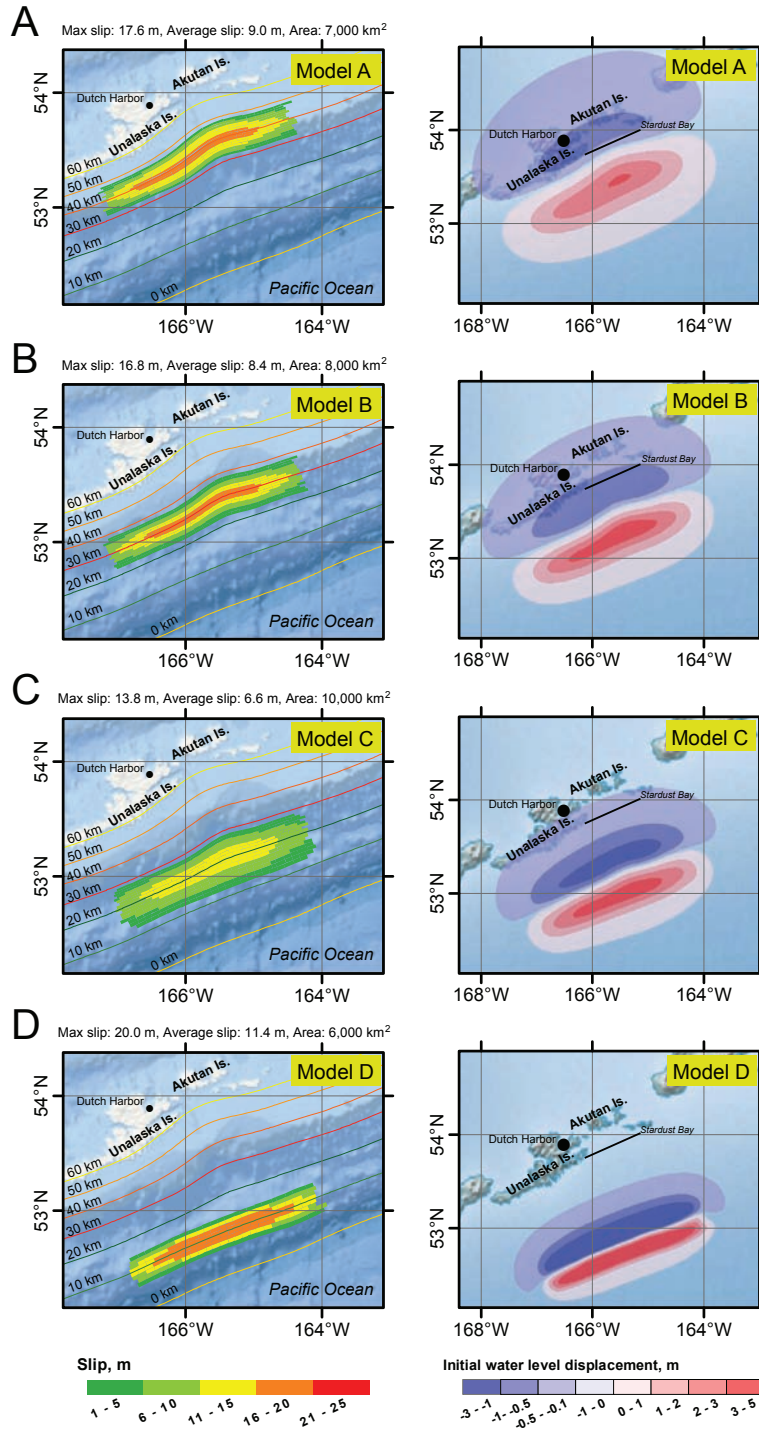 A
Max slip: 17.6 m, Average slip: 9.0 m, Area: 7,000 km²
Model A
Akutan Is.
54°N
Dutch Harbor
Unalaska Is.
60 km
50 km
40 km
53°N
30 km
20 km
10 km
0 km
Pacific Ocean
166°W
164°W
Model A
Akutan Is.
54°N
Stardust Bay
Dutch Harbor
Unalaska Is.
53°N
168°W
166°W
164°W
B
Max slip: 16.8 m, Average slip: 8.4 m, Area: 8,000 km²
Model B
Akutan Is.
54°N
Dutch Harbor
Unalaska Is.
60 km
50 km
40 km
53°N
30 km
20 km
10 km
0 km
Pacific Ocean
166°W
164°W
Model B
Akutan Is.
54°N
Stardust Bay
Dutch Harbor
Unalaska Is.
53°N
168°W
166°W
164°W
C
Max slip: 13.8 m, Average slip: 6.6 m, Area: 10,000 km²
Model C
Akutan Is.
54°N
Dutch Harbor
Unalaska Is.
60 km
50 km
40 km
53°N
30 km
20 km
10 km
0 km
Pacific Ocean
166°W
164°W
Model C
Akutan Is.
54°N
Stardust Bay
Dutch Harbor
Unalaska Is.
53°N
168°W
166°W
164°W
D
Max slip: 20.0 m, Average slip: 11.4 m, Area: 6,000 km²
Model D
Akutan Is.
54°N
Dutch Harbor
Unalaska Is.
60 km
50 km
40 km
53°N
30 km
20 km
10 km
0 km
Pacific Ocean
166°W
164°W
Model D
Akutan Is.
54°N
Stardust Bay
Dutch Harbor
Unalaska Is.
53°N
168°W
166°W
164°W
Slip, m
1 - 5
6 - 10
11 - 15
16 - 20
21 - 25
Initial water level displacement, m
-3 - -1
-1 - -0.5
-0.5 - -0.1
-1 - 0
0 - 1
1 - 2
2 - 3
3 - 5